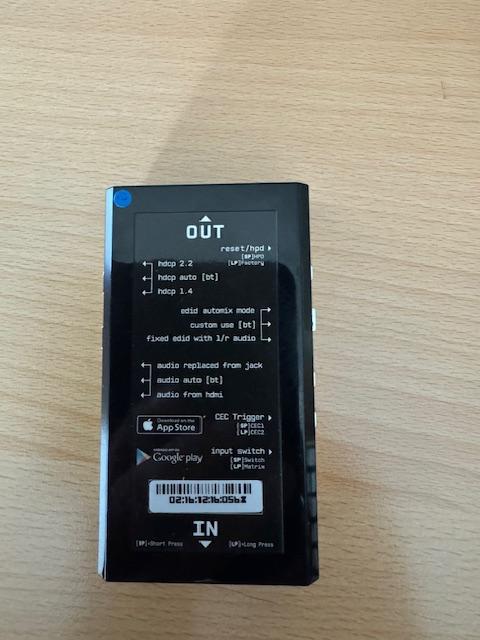 OUT
reset/hpd
[SP]HPD
[LP]Factory
hdcp 2.2
hdcp auto [bt]
hdcp 1.4
edid automix mode
custom use [bt]
fixed edid with l/r audio
audio replaced from jack
audio auto [bt]
audio from hdmi
CEC Trigger
[SP]CEC1
[LP]CEC2
Download on the
App Store
ANDROID APP ON
Google play
input switch
[SP]Switch
[LP]Matrix
IN
[SP]=Short Press
[LP]=Long Press